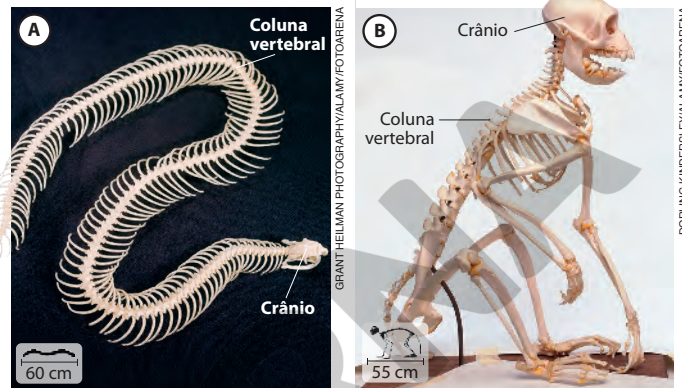 A
Coluna
vertebral
Crânio
60 cm
GRANT HEILMAN PHOTOGRAPHY/ALAMY/FOTOARENA
B
Crânio
Coluna
vertebral
55 cm